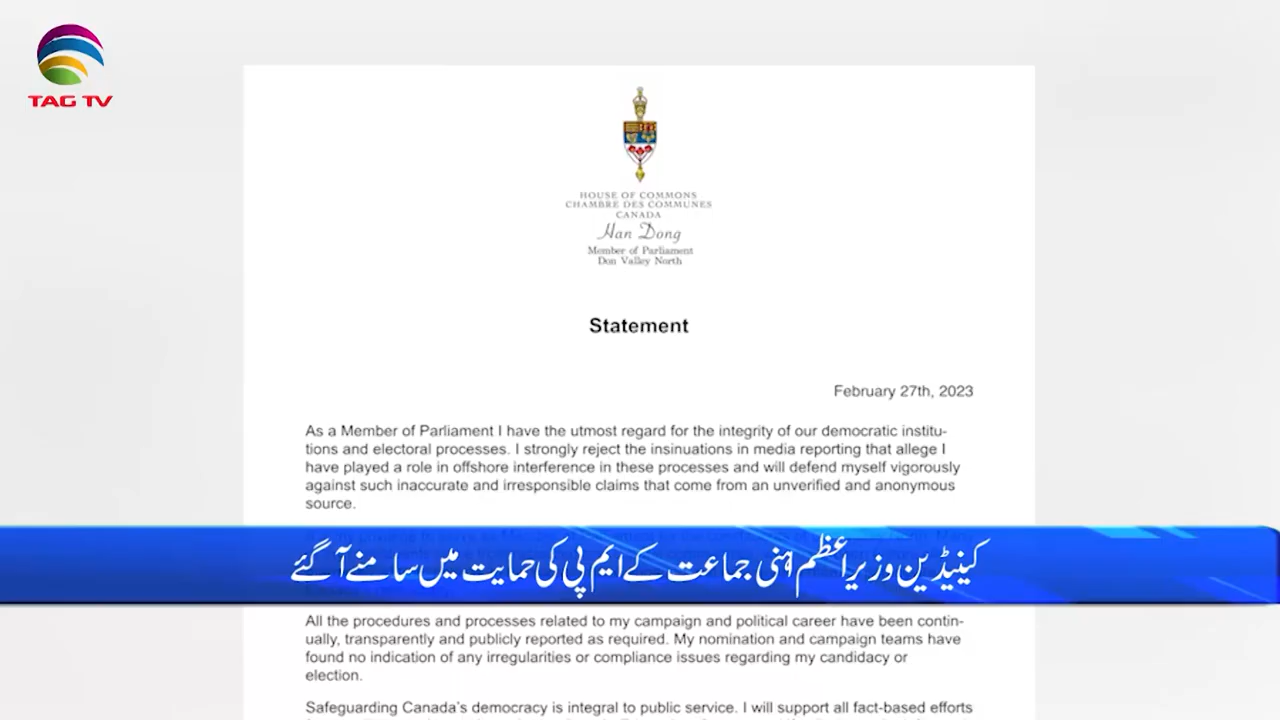 TAG TV
HOUSE OF COMMONS
CHAMBRE DES COMMUNES
CANADA
Han Dong
Member of Parliament
Don Valley North
Statement
February 27th, 2023
As a Member of Parliament I have the utmost regard for the integrity of our democratic institu-
tions and electoral processes. I strongly reject the insinuations in media reporting that allege I
have played a role in offshore interference in these processes and will defend myself vigorously
against such inaccurate and irresponsible claims that come from an unverified and anonymous
source.
کینیڈین وزیراعظم اپنی جماعت کے ایم پی کی حمایت میں سامنے آگئے
All the procedures and processes related to my campaign and political career have been contin-
ually, transparently and publicly reported as required. My nomination and campaign teams have
found no indication of any irregularities or compliance issues regarding my candidacy or
election.
Safeguarding Canada's democracy is integral to public service. I will support all fact-based efforts